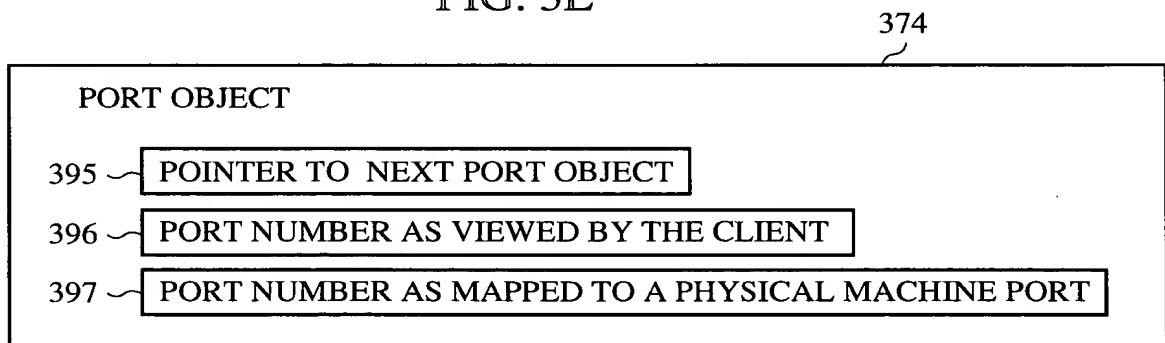 FIG. 3E
374
PORT OBJECT
395 POINTER TO NEXT PORT OBJECT
396 PORT NUMBER AS VIEWED BY THE CLIENT
397 PORT NUMBER AS MAPPED TO A PHYSICAL MACHINE PORT